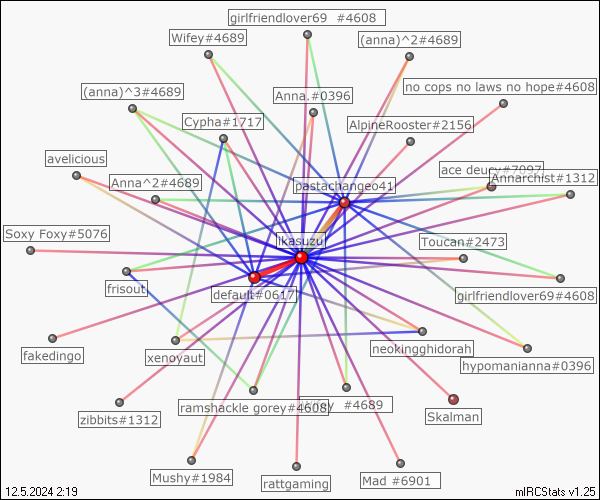 girlfriendlover69 #4608
Wifey#4689
(anna)^2#4689
no cops no laws no hope#4608
(anna)^3#4689
Anna.#0396
Cypha#1717
AlpineRooster#2156
avelicious
ace deucy#7097
Annarchist#1312
Anna^2#4689
pastachangeo41
Soxy Foxy#5076
ikasuzu
Toucan#2473
frisout
default#0617
girlfriendlover69#4608
fakedingo
xenoyaut
neokingghidorah
hypomanianna#0396
zibbits#1312
ramshackle gorey#4608
#4689
Skalman
Mushy#1984
rattgaming
Mad #6901
12.5.2024 2:19
mIRCStats v1.25